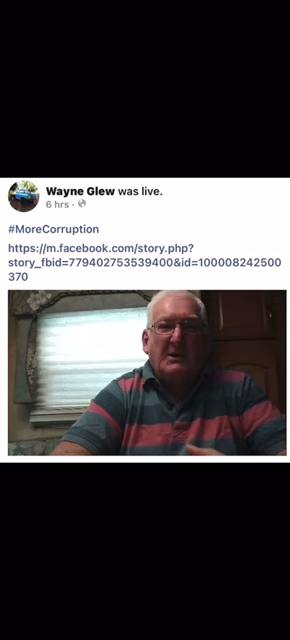 Wayne Glew was live.
6 hrs ·
#MoreCorruption
https://m.facebook.com/story.php?
story_fbid=779402753539400&id=100008242500
370